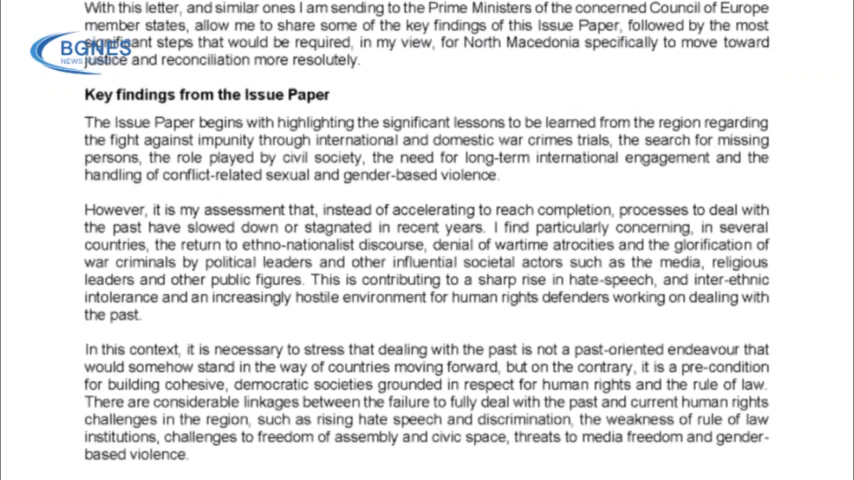 With this letter, and similar ones I am sending to the Prime Ministers of the concerned Council of Europe
member states, allow me to share some of the key findings of this Issue Paper, followed by the most
significant steps that would be required, in my view, for North Macedonia specifically to move toward
justice and reconciliation more resolutely.
BGNES
NEWS
Key findings from the Issue Paper
The Issue Paper begins with highlighting the significant lessons to be learned from the region regarding
the fight against impunity through international and domestic war crimes trials, the search for missing
persons, the role played by civil society, the need for long-term international engagement and the
handling of conflict-related sexual and gender-based violence.
However, it is my assessment that, instead of accelerating to reach completion, processes to deal with
the past have slowed down or stagnated in recent years. I find particularly concerning, in several
countries, the return to ethno-nationalist discourse, denial of wartime atrocities and the glorification of
war criminals by political leaders and other influential societal actors such as the media, religious
leaders and other public figures. This is contributing to a sharp rise in hate-speech, and inter-ethnic
intolerance and an increasingly hostile environment for human rights defenders working on dealing with
the past.
In this context, it is necessary to stress that dealing with the past is not a past-oriented endeavour that
would somehow stand in the way of countries moving forward, but on the contrary, it is a pre-condition
for building cohesive, democratic societies grounded in respect for human rights and the rule of law.
There are considerable linkages between the failure to fully deal with the past and current human rights
challenges in the region, such as rising hate speech and discrimination, the weakness of rule of law
institutions, challenges to freedom of assembly and civic space, threats to media freedom and gender-
based violence.